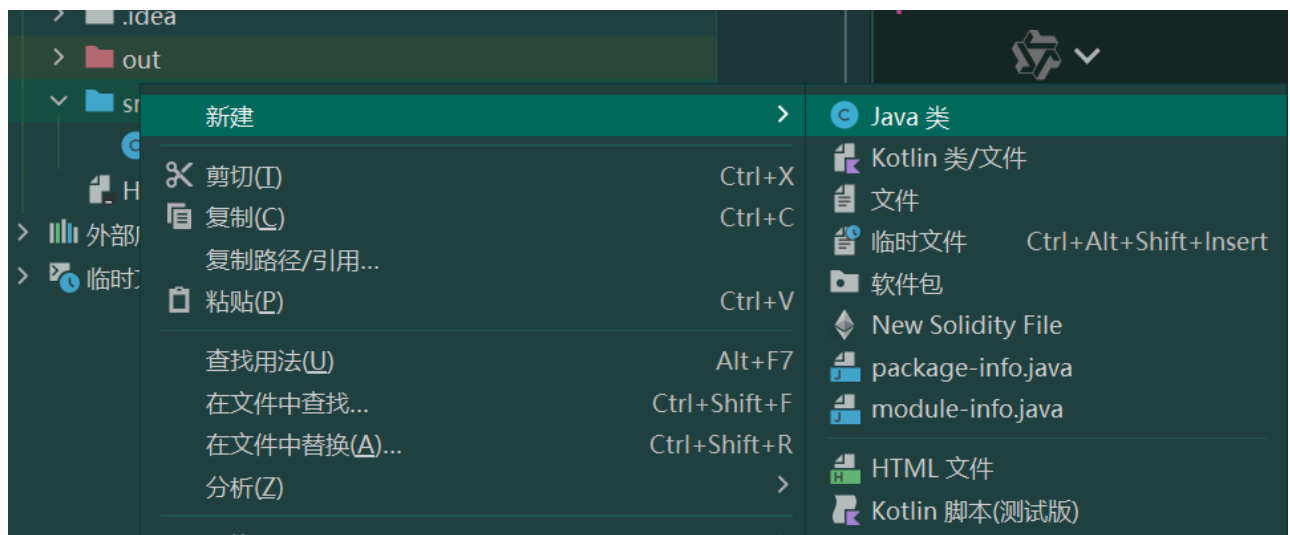 .idea
out
新建
剪切(T) Ctrl+X
复制(C) Ctrl+C
复制路径/引用...
粘贴(P) Ctrl+V
查找用法(U) Alt+F7
在文件中查找... Ctrl+Shift+F
在文件中替换(A)... Ctrl+Shift+R
分析(Z)
外部
临时
Java 类
Kotlin 类/文件
文件
临时文件 Ctrl+Alt+Shift+Insert
软件包
New Solidity File
package-info.java
module-info.java
HTML 文件
Kotlin 脚本(测试版)